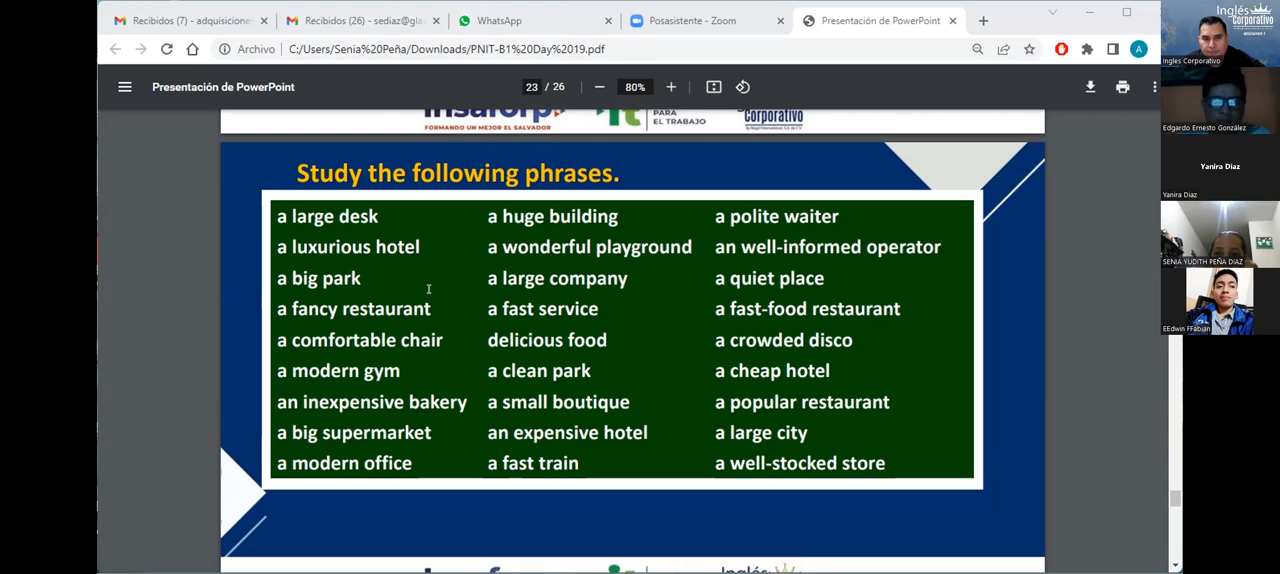 Recibidos (7) - adquisiciones
Recibidos (26) - sediaz@gla
WhatsApp
Posasistente - Zoom
Presentación de PowerPoint
Archivo
C:/Users/Senia%20Peña/Downloads/PNIT-B1%20Day%2019.pdf
A
Presentación de PowerPoint
23 / 26
80%
insaforp
FORMANDO UN MEJOR EL SALVADOR
PARA
EL TRABAJO
Corporativo
Study the following phrases.
a large desk
a luxurious hotel
a big park
a fancy restaurant
a comfortable chair
a modern gym
an inexpensive bakery
a big supermarket
a modern office
a huge building
a wonderful playground
a large company
a fast service
delicious food
a clean park
a small boutique
an expensive hotel
a fast train
a polite waiter
an well-informed operator
a quiet place
a fast-food restaurant
a crowded disco
a cheap hotel
a popular restaurant
a large city
a well-stocked store
Inglés
Inglés
Corporativo
BEGINNER 1
Ingles Corporativo
Edgardo Ernesto González
Yanira Diaz
Yanira Diaz
SENIA YUDITH PEÑA DIAZ
EEdwin FFabian